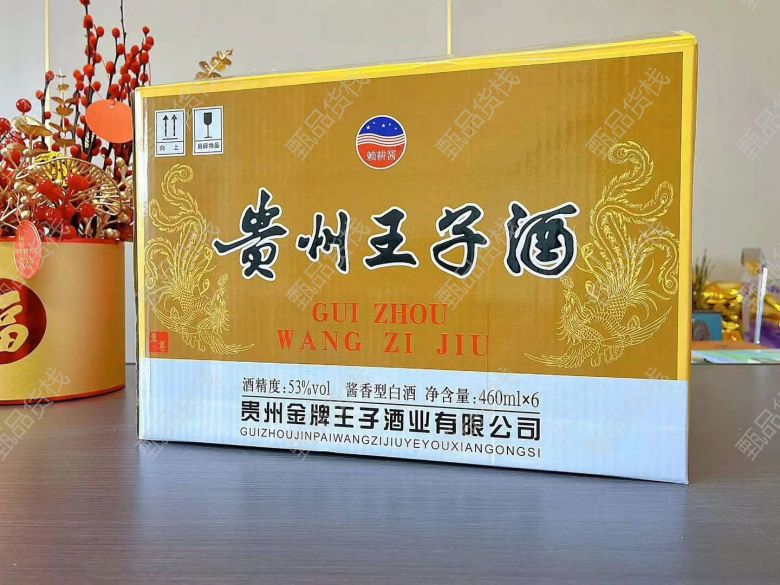 向上
易碎物品
赖耕酱
贵州王子酒
GUI ZHOU
WANG ZI JIU
酒精度:53%vol 酱香型白酒 净含量:460ml×6
贵州金牌王子酒业有限公司
GUIZHOUJINPAIWANGZIJIUYEYOUXIANGONGSI
福
甄品货栈